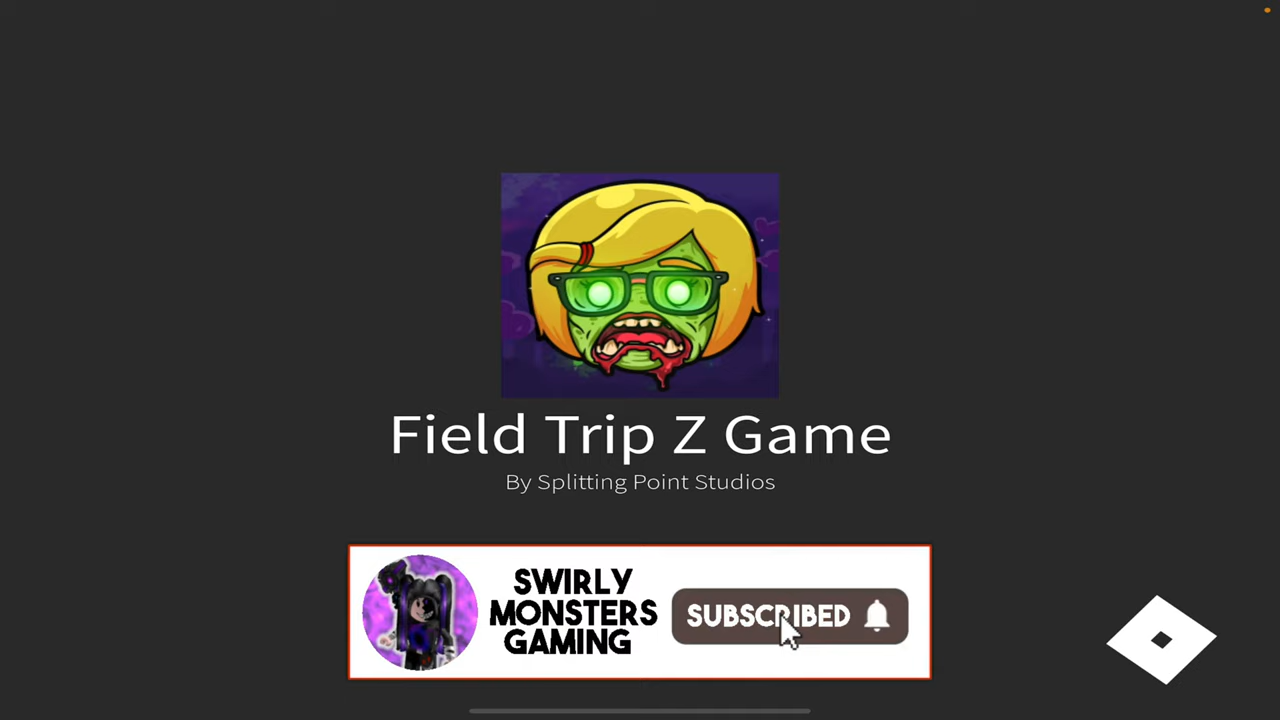 Field Trip Z Game
By Splitting Point Studios
SWIRLY
MONSTERS
GAMING
SUBSCRIBED